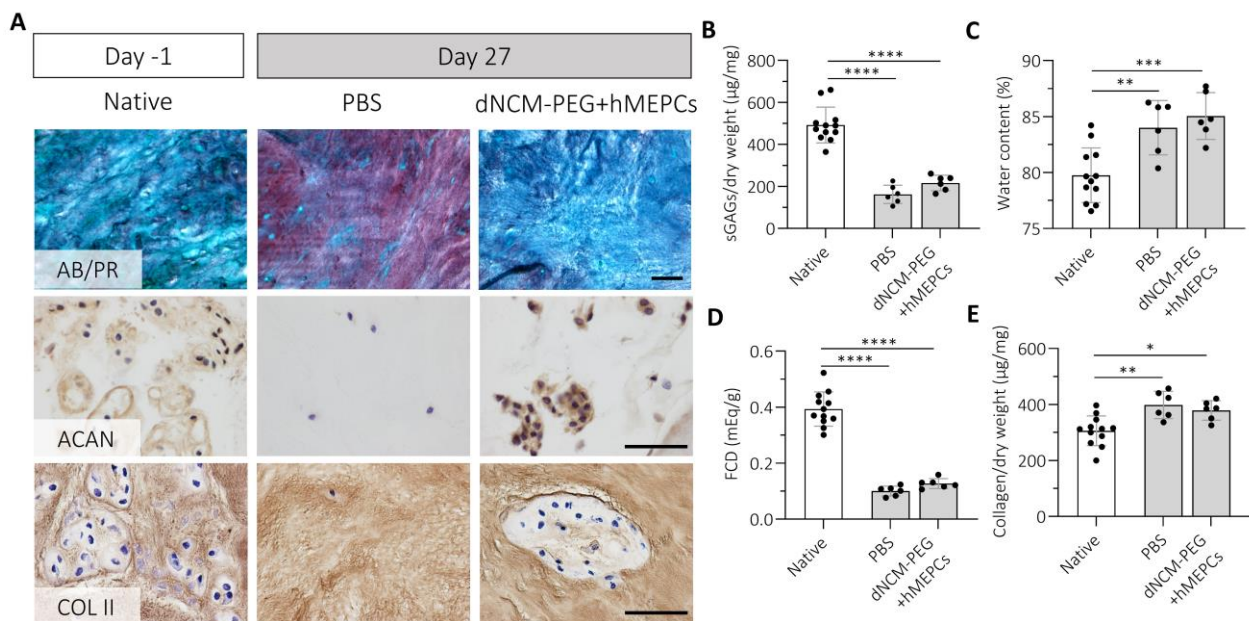 A
Day -1
Day 27
Native
PBS
dNCM-PEG+hMEPCs
AB/PR
ACAN
COL II
B
sGAGs/dry weight (µg/mg)
800
600
400
200
0
****
****
Native
PBS
dNCM-PEG
+hMEPCs
C
Water content (%)
90
85
80
75
***
**
Native
PBS
dNCM-PEG
+hMEPCs
D
FCD (mEq/g)
0.6
0.4
0.2
0.0
****
****
Native
PBS
dNCM-PEG
+hMEPCs
E
Collagen/dry weight (µg/mg)
600
400
200
0
*
**
Native
PBS
dNCM-PEG
+hMEPCs